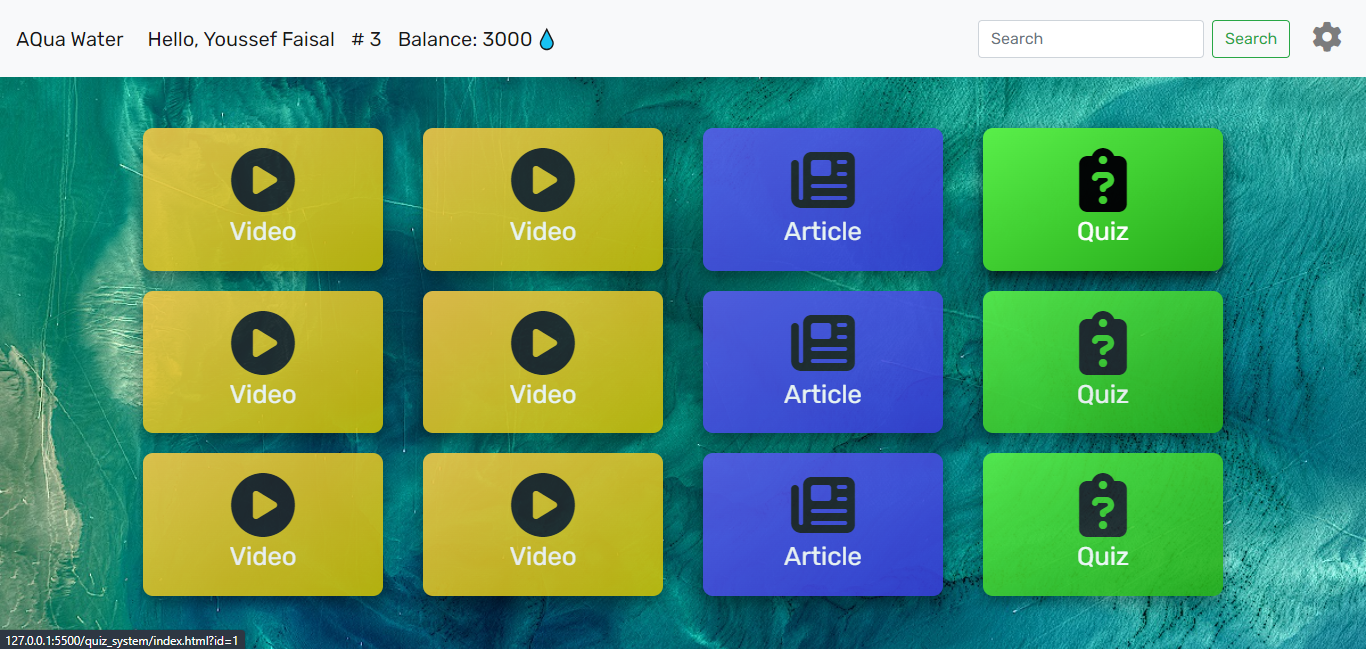 AQua Water Hello, Youssef Faisal # 3 Balance: 3000 Search Search
Video Video Article Quiz
Video Video Article Quiz
Video Video Article Quiz
127.0.0.1:5500/quiz_system/index.html?id=1